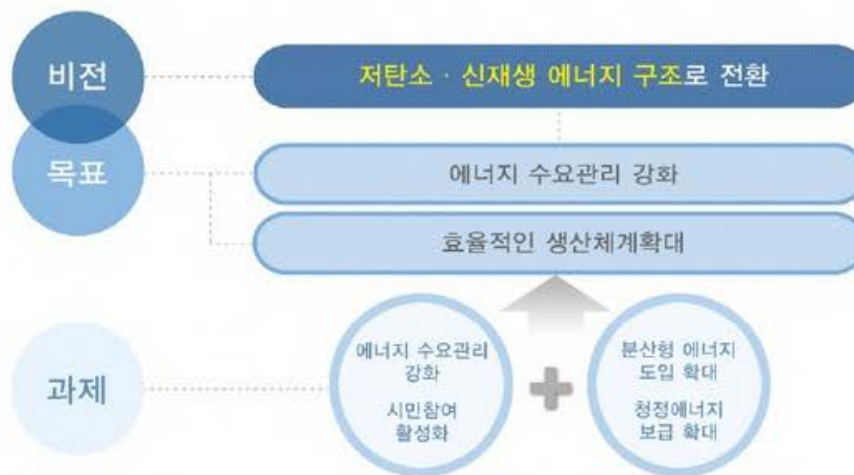 비전
저탄소 · 신재생 에너지 구조로 전환
목표
에너지 수요관리 강화
효율적인 생산체계확대
과제
에너지 수요관리
강화
시민참여
활성화
분산형 에너지
도입 확대
청정에너지
보급 확대